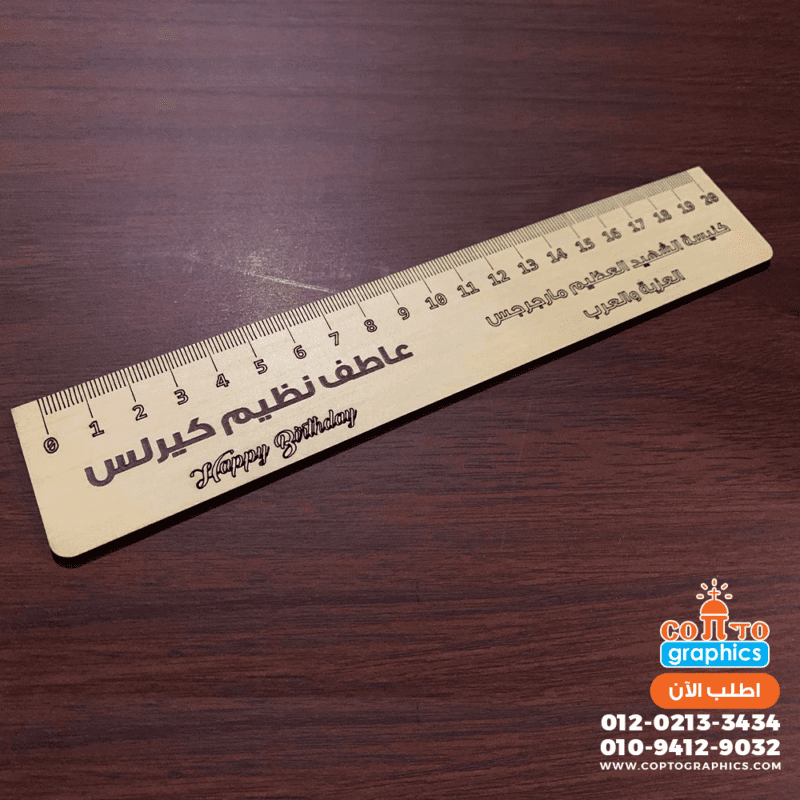 0 1 2 3 4 5 6 7 8 9 10 11 12 13 14 15 16 17 18 19 20
عاطف نظيم كيرلس
Happy Birthday
كنيسة الشهيد العظيم مارجرجس
العزبة والعرب
COПTO
graphics
اطلب الآن
012-0213-3434
010-9412-9032
WWW.COPTOGRAPHICS.COM